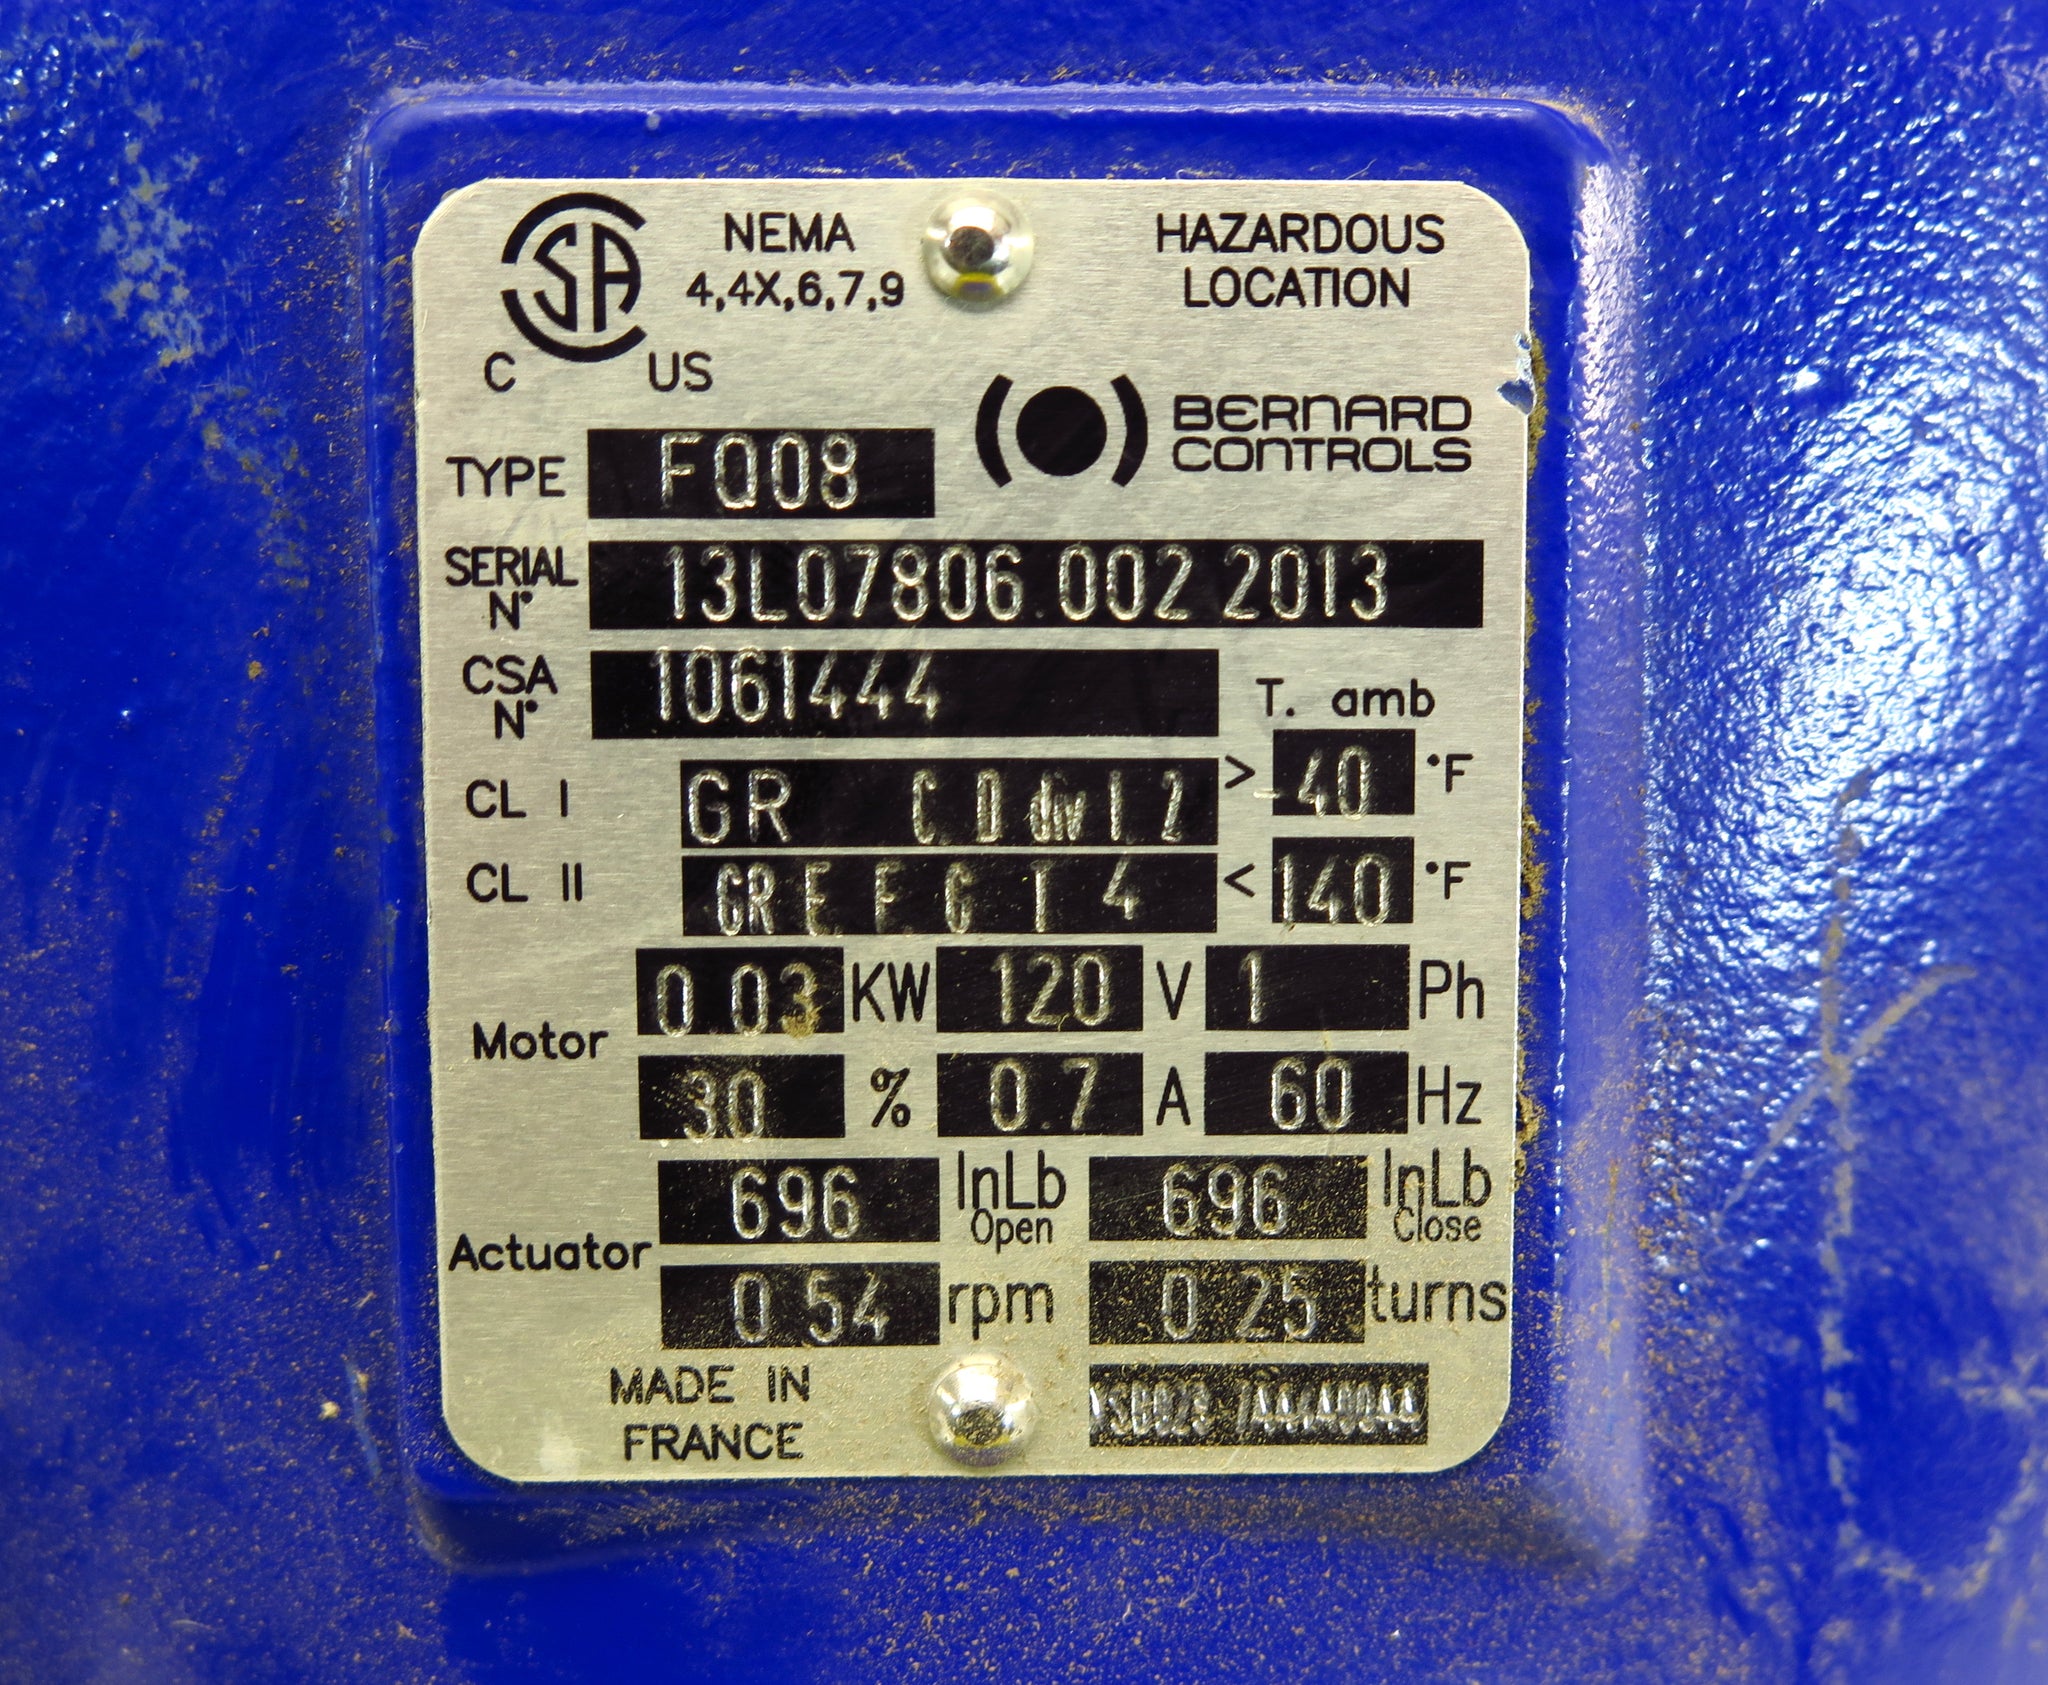 CSA NEMA HAZARDOUS
4,4X,6,7,9 LOCATION
C US
BERNARD
CONTROLS
TYPE FQ08
SERIAL N° 13L07806.002 2013
CSA N° 1061444
T. amb
CL I GR C D div 1 2 > -40 °F
CL II GR E F G T 4 < 140 °F
Motor 0 03 KW 120 V 1 Ph
30 % 0.7 A 60 Hz
Actuator 696 InLb Open 696 InLb Close
0 54 rpm 0 25 turns
MADE IN
FRANCE